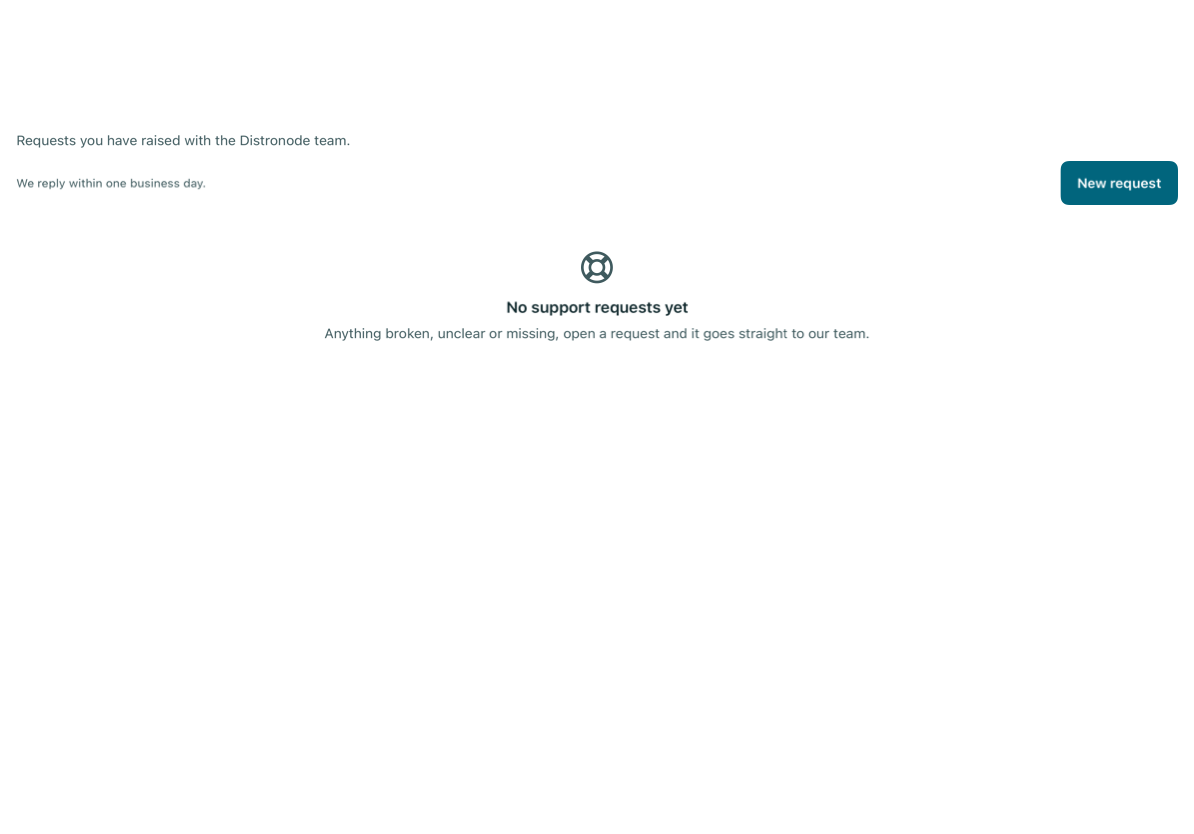 Requests you have raised with the Distronode team.
We reply within one business day.
New request
No support requests yet
Anything broken, unclear or missing, open a request and it goes straight to our team.